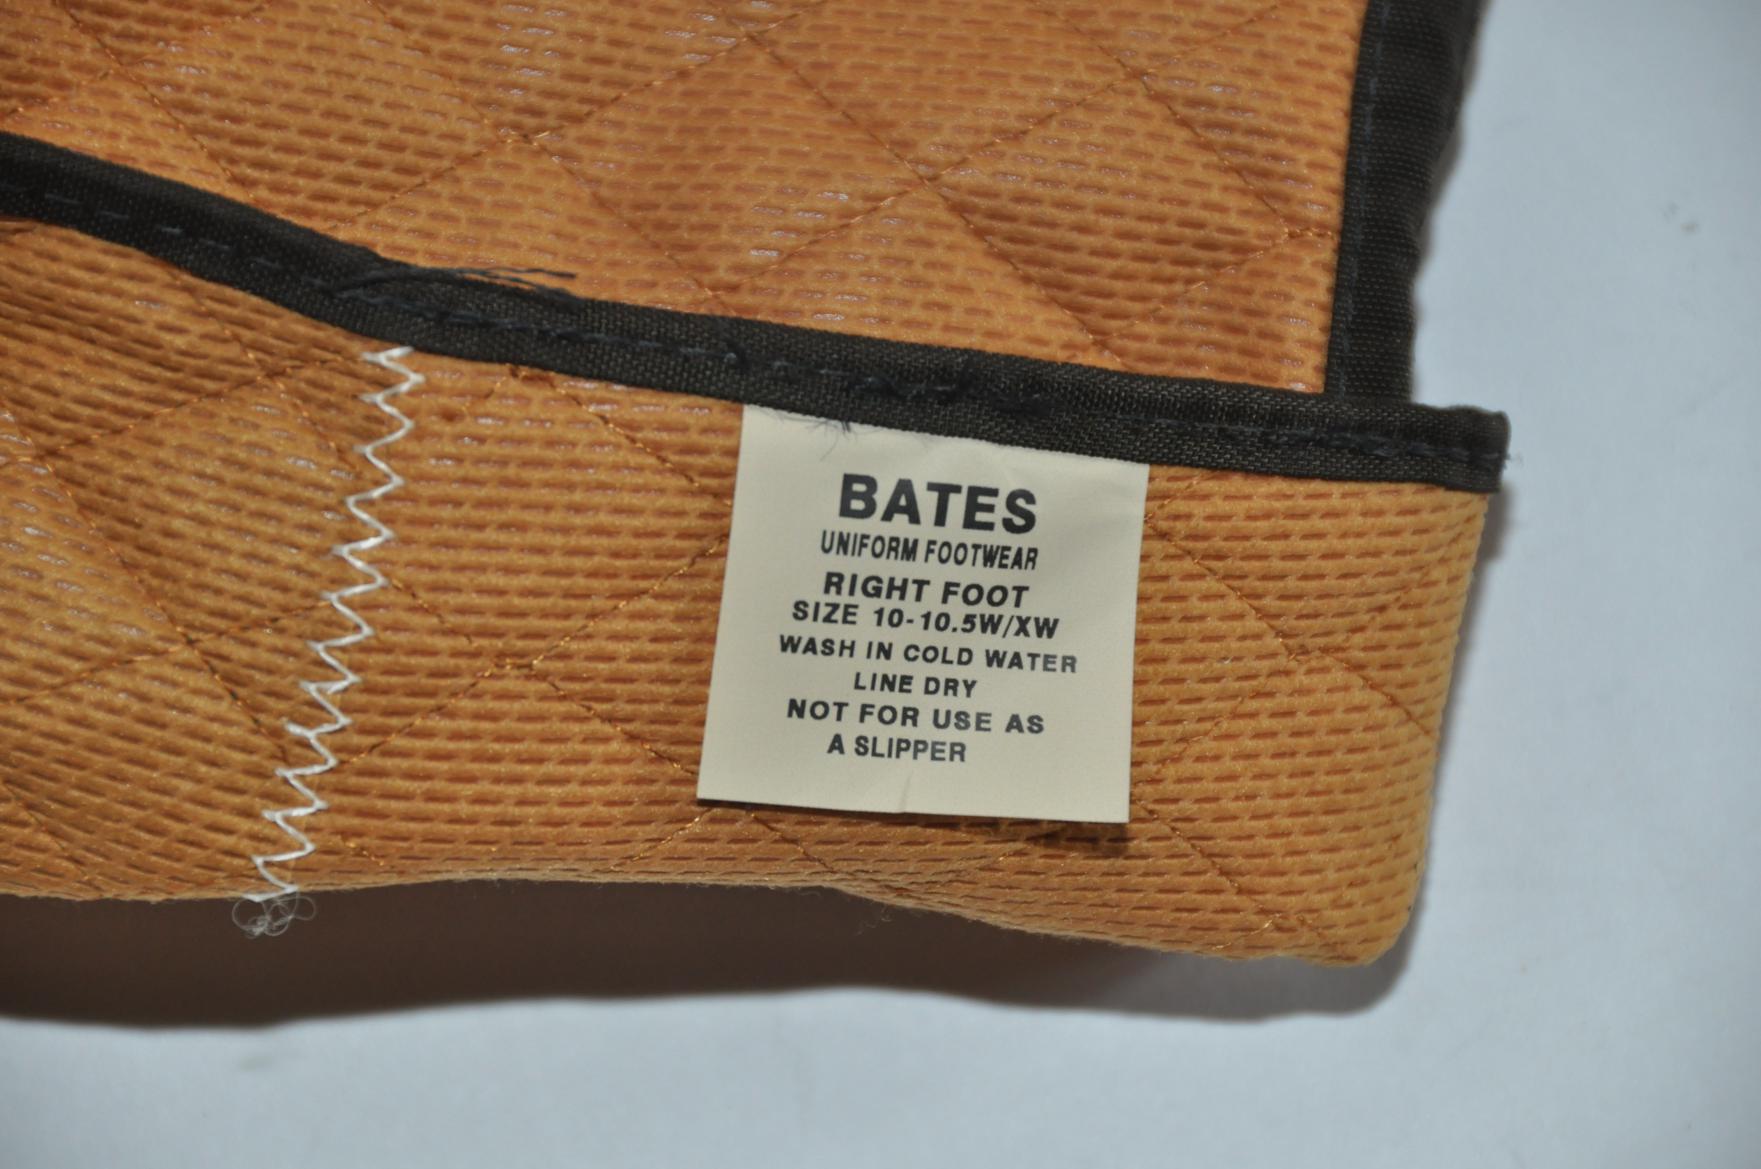 BATES
UNIFORM FOOTWEAR
RIGHT FOOT
SIZE 10-10.5W/XW
WASH IN COLD WATER
LINE DRY
NOT FOR USE AS
A SLIPPER